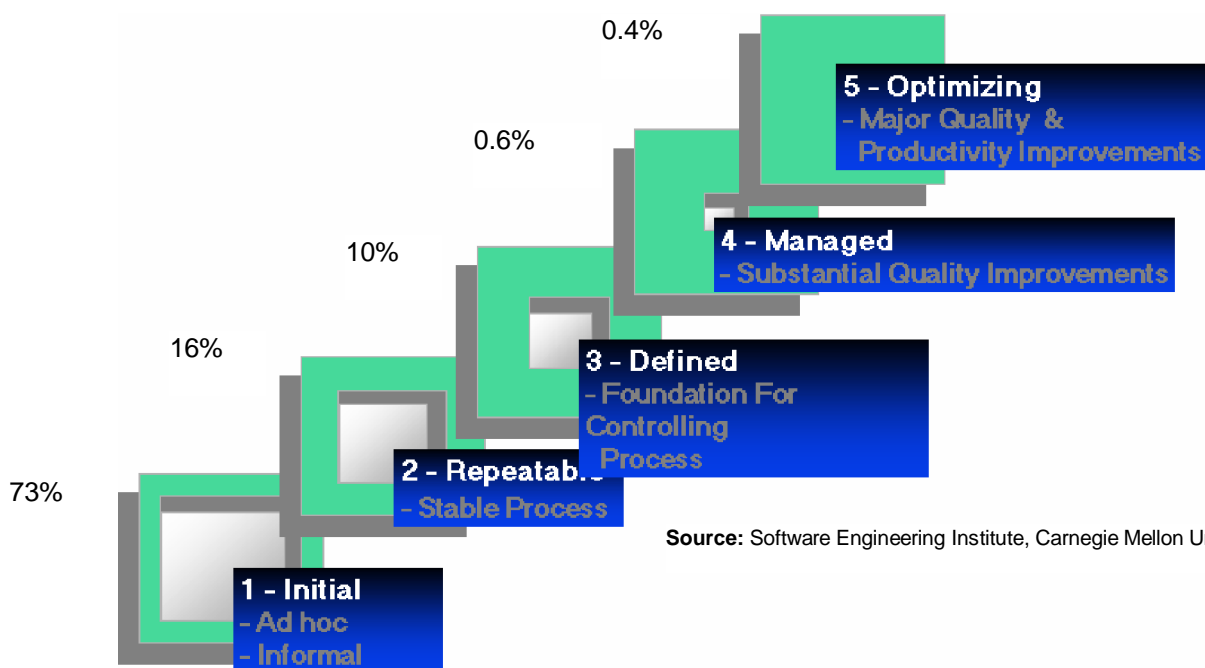 0.4%
5 - Optimizing
- Major Quality &
Productivity Improvements
0.6%
4 - Managed
- Substantial Quality Improvements
10%
3 - Defined
- Foundation For
Controlling
Process
16%
2 - Repeatable
- Stable Process
73%
1 - Initial
- Ad hoc
- Informal
Source: Software Engineering Institute, Carnegie Mellon